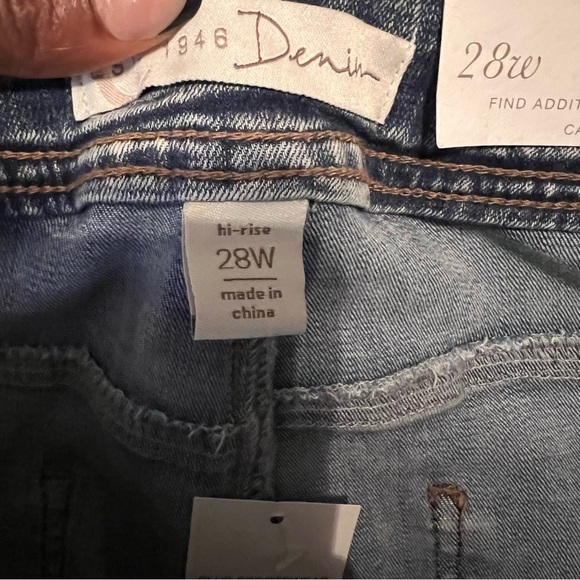 1946 Denim
28w
FIND ADDIT
CA
hi-rise
28W
made in
china